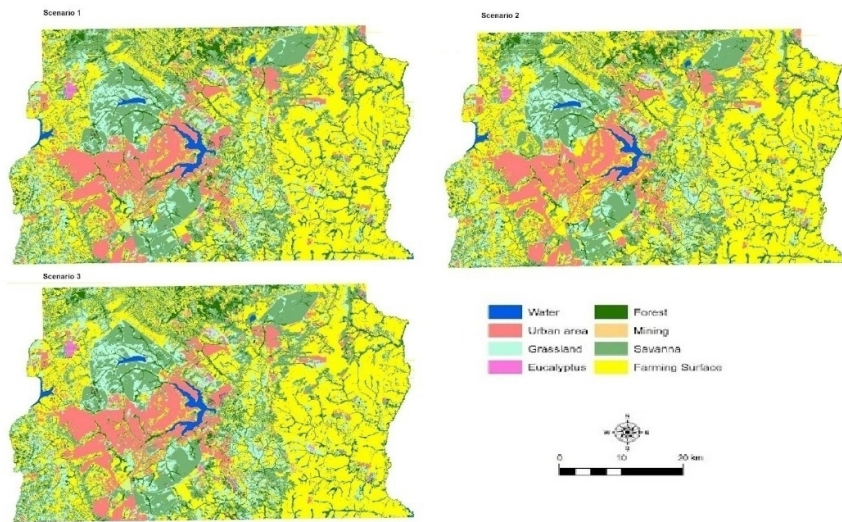 Scenario 1
Scenario 2
Scenario 3
Water
Forest
Urban area
Mining
Grassland
Savanna
Eucalyptus
Farming Surface
N
W
E
S
0 10 20 km